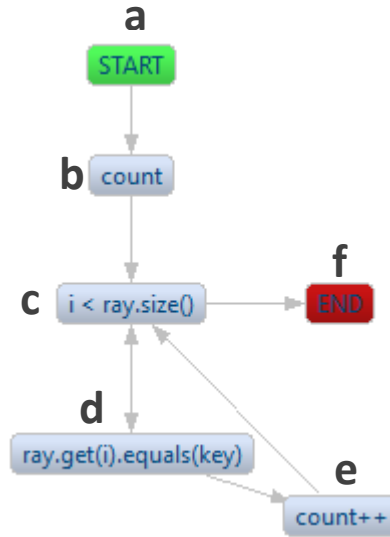 a
START
b
count
c
i < ray.size()
f
END
d
ray.get(i).equals(key)
e
count++